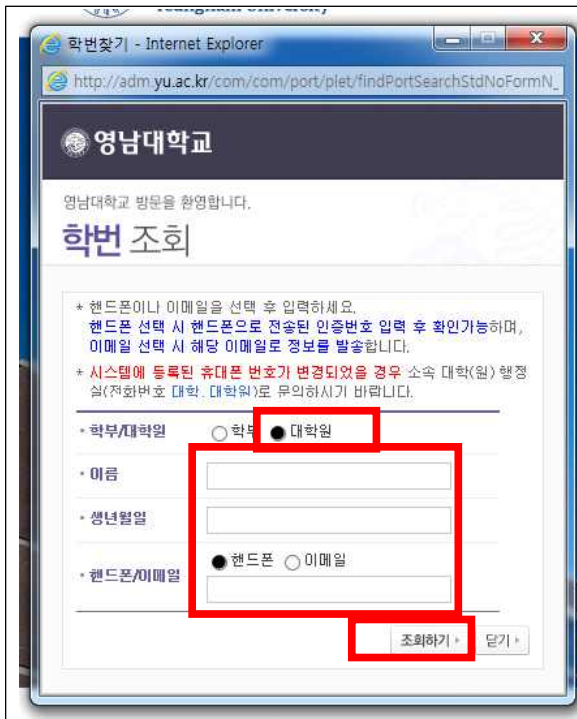 Yeungnam University
학번찾기 - Internet Explorer
http://adm.yu.ac.kr/com/com/port/plet/findPortSearchStdNoFormN_
영남대학교
영남대학교 방문을 환영합니다.
학번 조회
* 핸드폰이나 이메일을 선택 후 입력하세요.
핸드폰 선택 시 핸드폰으로 전송된 인증번호 입력 후 확인가능하며,
이메일 선택 시 해당 이메일로 정보를 발송합니다.
* 시스템에 등록된 휴대폰 번호가 변경되었을 경우 소속 대학(원) 행정
실(전화번호 대학, 대학원)로 문의하시기 바랍니다.
· 학부/대학원 학부 대학원
· 이름
· 생년월일
· 핸드폰/이메일 핸드폰 이메일
조회하기 닫기